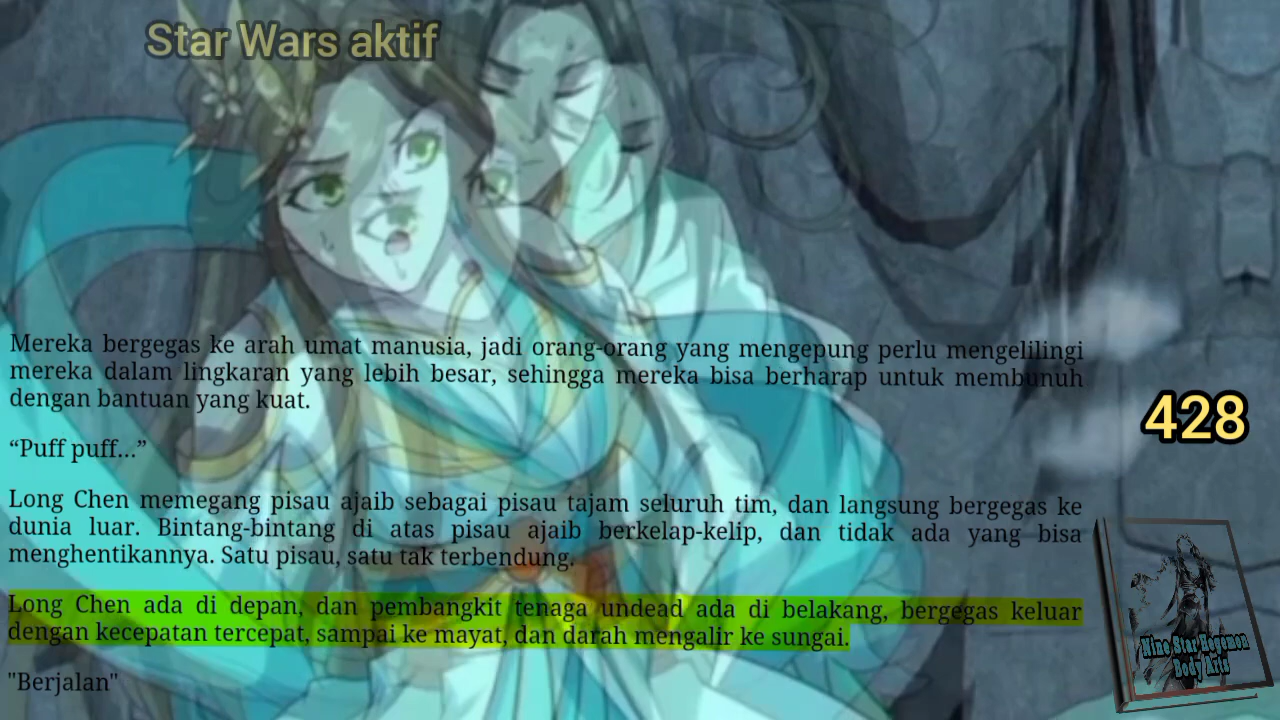 Star Wars aktif
Mereka bergegas ke arah umat manusia, jadi orang-orang yang mengepung perlu mengelilingi
mereka dalam lingkaran yang lebih besar, sehingga mereka bisa berharap untuk membunuh
dengan bantuan yang kuat.
“Puff puff...”
428
Long Chen memegang pisau ajaib sebagai pisau tajam seluruh tim, dan langsung bergegas ke
dunia luar. Bintang-bintang di atas pisau ajaib berkelap-kelip, dan tidak ada yang bisa
menghentikannya. Satu pisau, satu tak terbendung.
Long Chen ada di depan, dan pembangkit tenaga undead ada di belakang, bergegas keluar
dengan kecepatan tercepat, sampai ke mayat, dan darah mengalir ke sungai.
"Berjalan"
Nine Star Hegemon
Body Arts